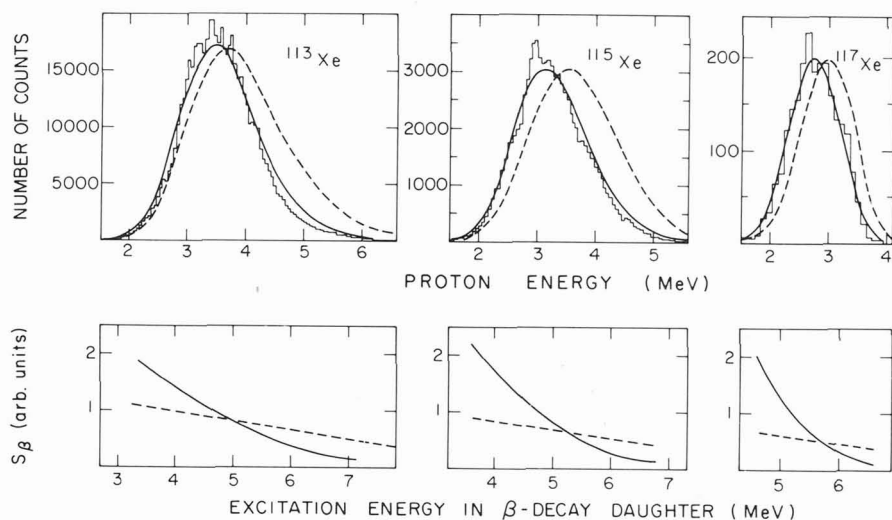 NUMBER OF COUNTS
15000
10000
5000
¹¹³Xe
2 3 4 5 6
3000
2000
1000
¹¹⁵Xe
2 3 4 5
200
100
¹¹⁷Xe
2 3 4
PROTON ENERGY (MeV)
Sβ (arb. units)
2
1
3 4 5 6 7
2
1
4 5 6 7
2
1
5 6
EXCITATION ENERGY IN β-DECAY DAUGHTER (MeV)